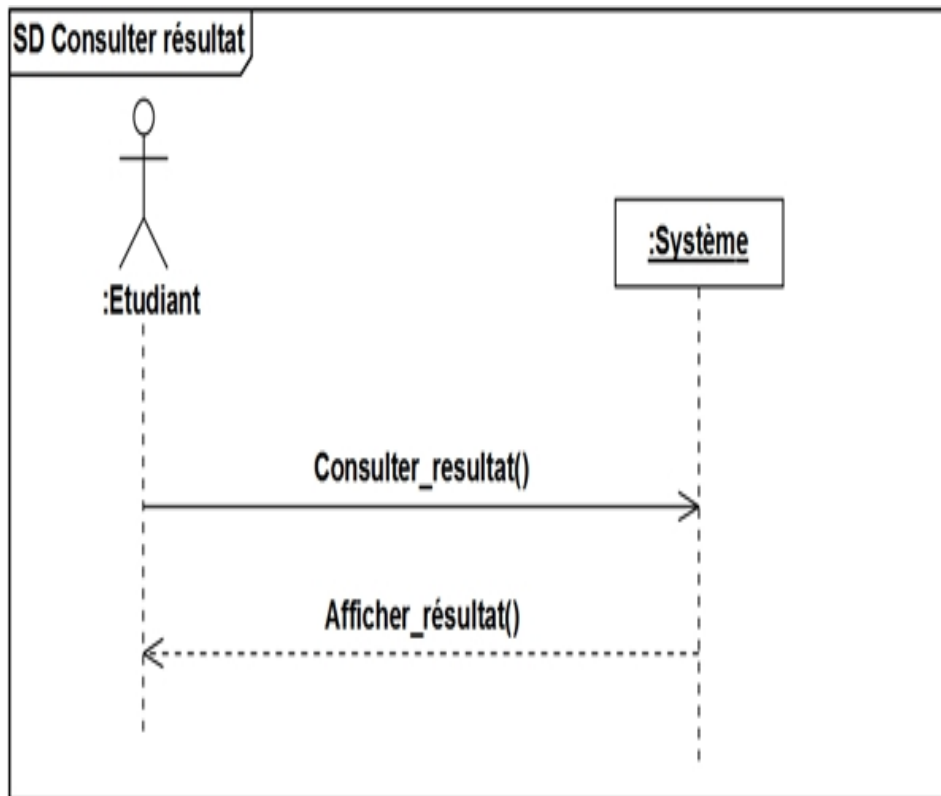 SD Consulter résultat
:Système
:Etudiant
Consulter_resultat()
Afficher_résultat()